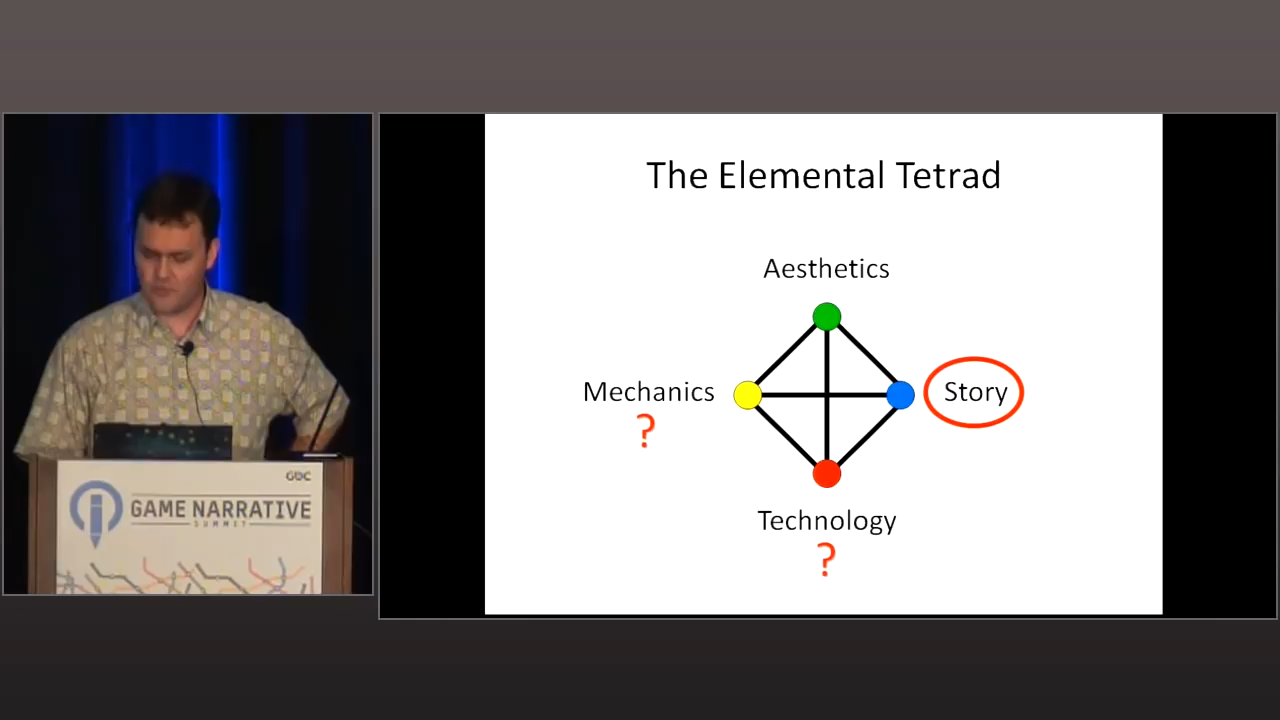 The Elemental Tetrad
Aesthetics
Mechanics
?
Story
Technology
?
GDC
GAME NARRATIVE
SUMMIT